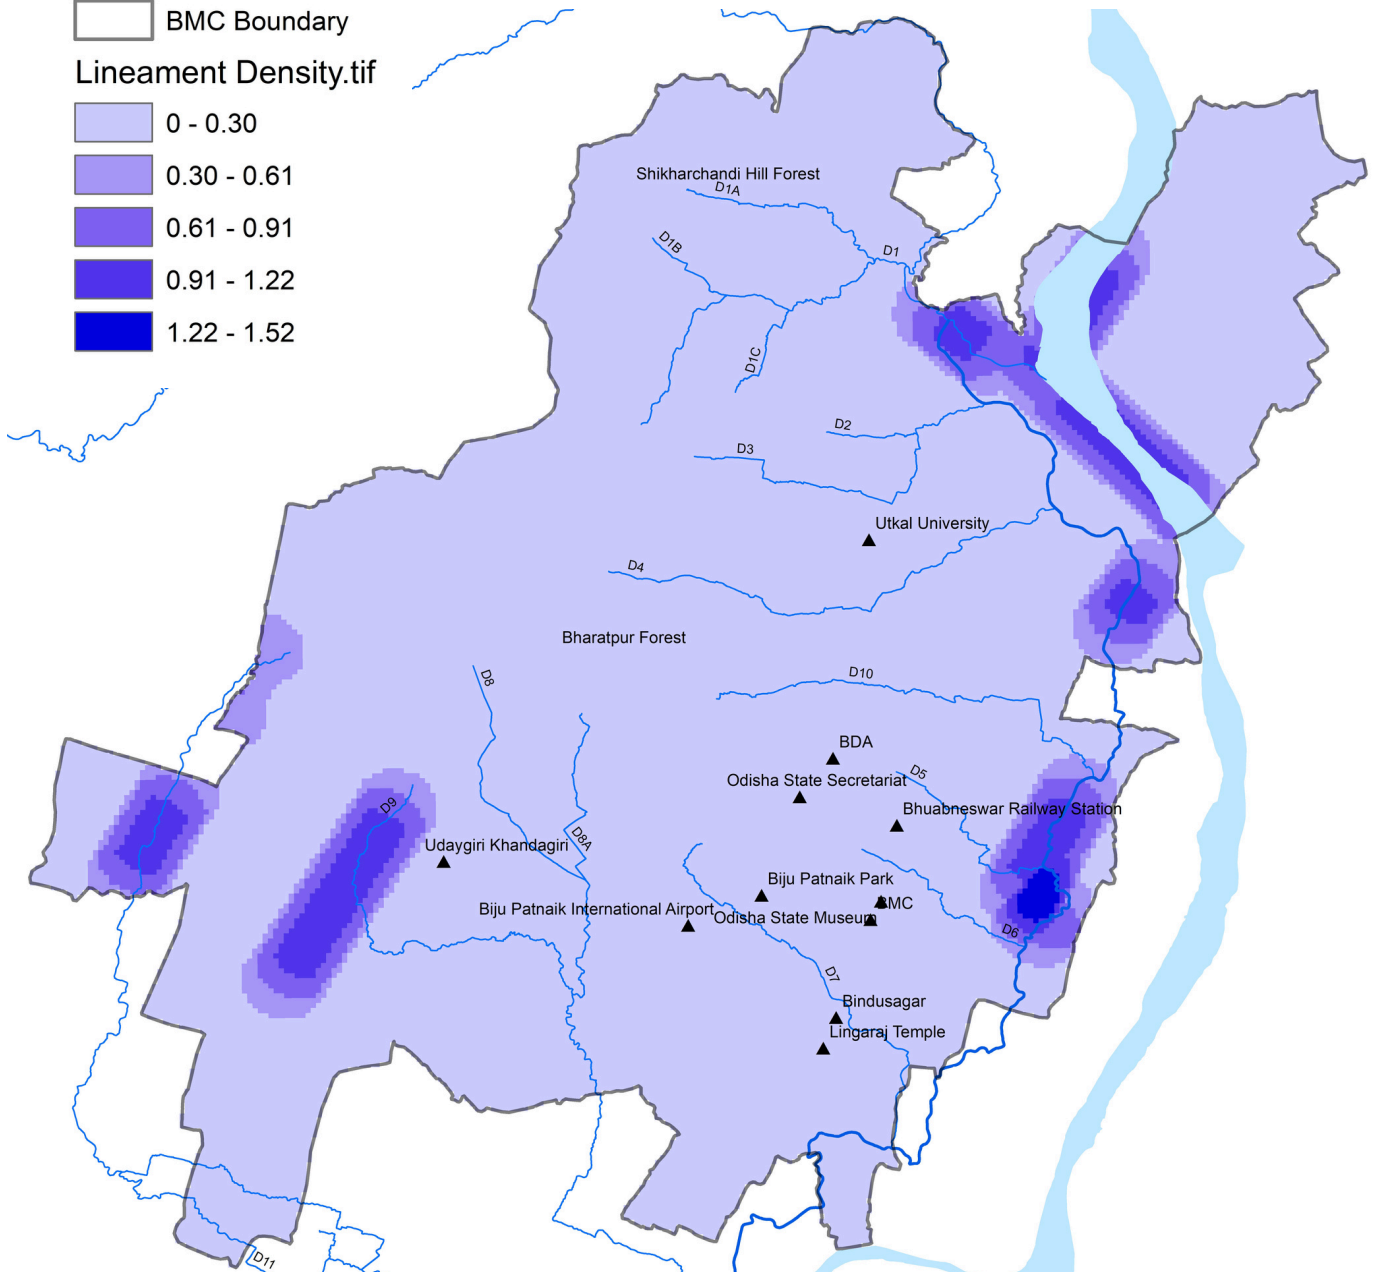 BMC Boundary
Lineament Density.tif
0 - 0.30
0.30 - 0.61
0.61 - 0.91
0.91 - 1.22
1.22 - 1.52
Shikharchandi Hill Forest
D1A
D1B
D1
D1C
D2
D3
Utkal University
D4
Bharatpur Forest
D8
D10
BDA
D5
Odisha State Secretariat
D9
Bhuabneswar Railway Station
D8A
Udaygiri Khandagiri
Biju Patnaik Park
BMC
Biju Patnaik International Airport
Odisha State Museum
D6
D7
Bindusagar
Lingaraj Temple
D11